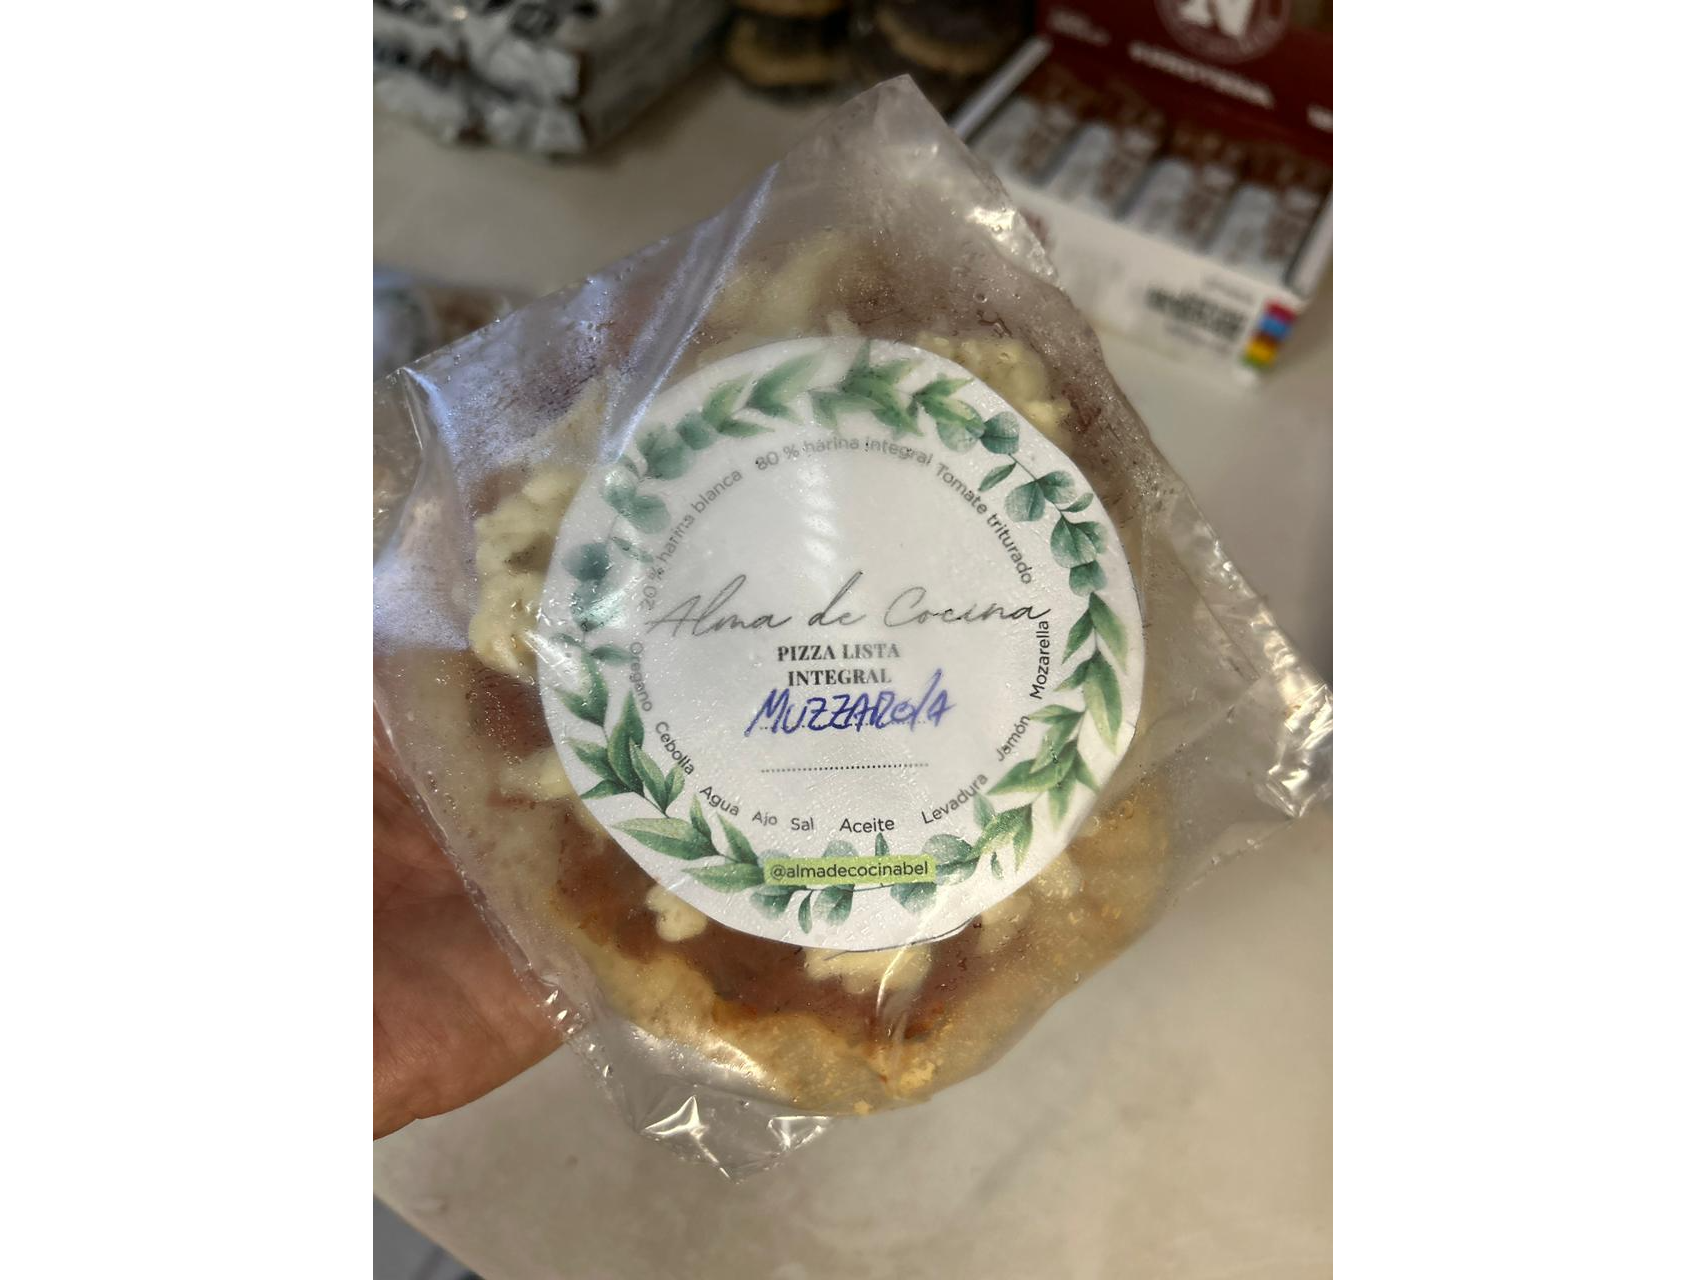 20 % harina blanca 80 % harina integral Tomate triturado Mozarella Jamón Levadura Aceite Sal Ajo Agua Cebolla Oregano
Alma de Cocina
PIZZA LISTA
INTEGRAL
MUZZARella
@almadecocinabel